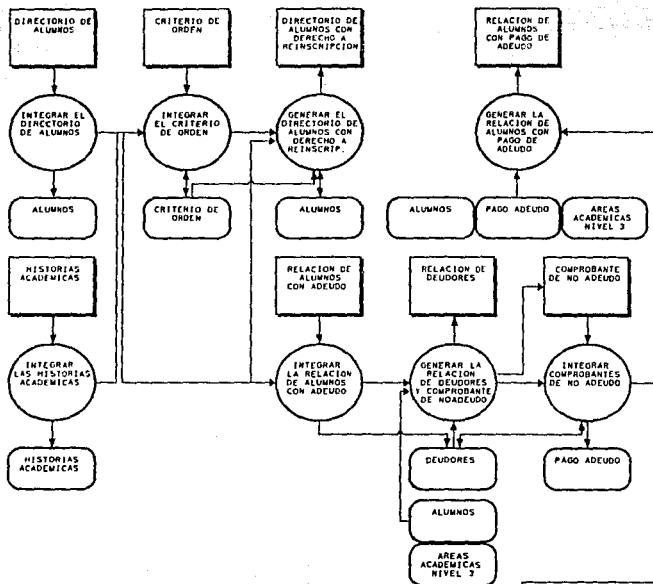 DIRECTORIO DE
ALUMNOS
CRITERIO DE
ORDEN
DIRECTORIO DE
ALUMNOS CON
DERECHO A
REINSCRIPCION
RELACION DE
ALUMNOS
CON PAGO DE
ADEUDO
INTEGRAR EL
DIRECTORIO
DE ALUMNOS
INTEGRAR
EL CRITERIO
DE ORDEN
GENERAR EL
DIRECTORIO DE
ALUMNOS CON
DERECHO A
REINSCRIP.
GENERAR LA
RELACION DE
ALUMNOS CON
PAGO DE
ADEUDO
ALUMNOS
CRITERIO DE
ORDEN
ALUMNOS
ALUMNOS
PAGO ADEUDO
AREAS
ACADEMICAS
NIVEL 3
HISTORIAS
ACADEMICAS
RELACION DE
ALUMNOS
CON ADEUDO
RELACION DE
DEUDORES
COMPROBANTE
DE NO ADEUDO
INTEGRAR
LAS HISTORIAS
ACADEMICAS
INTEGRAR
LA RELACION
DE ALUMNOS
CON ADEUDO
GENERAR LA
RELACION
DE DEUDORES
Y COMPROBANTE
DE NOADEUDO
INTEGRAR
COMPROBANTES
DE NO ADEUDO
HISTORIAS
ACADEMICAS
DEUDORES
PAGO ADEUDO
ALUMNOS
AREAS
ACADEMICAS
NIVEL 3